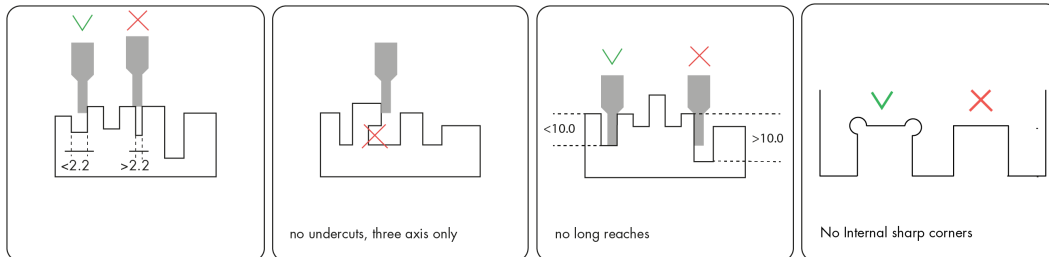 <2.2
>2.2
no undercuts, three axis only
<10.0
>10.0
no long reaches
No Internal sharp corners